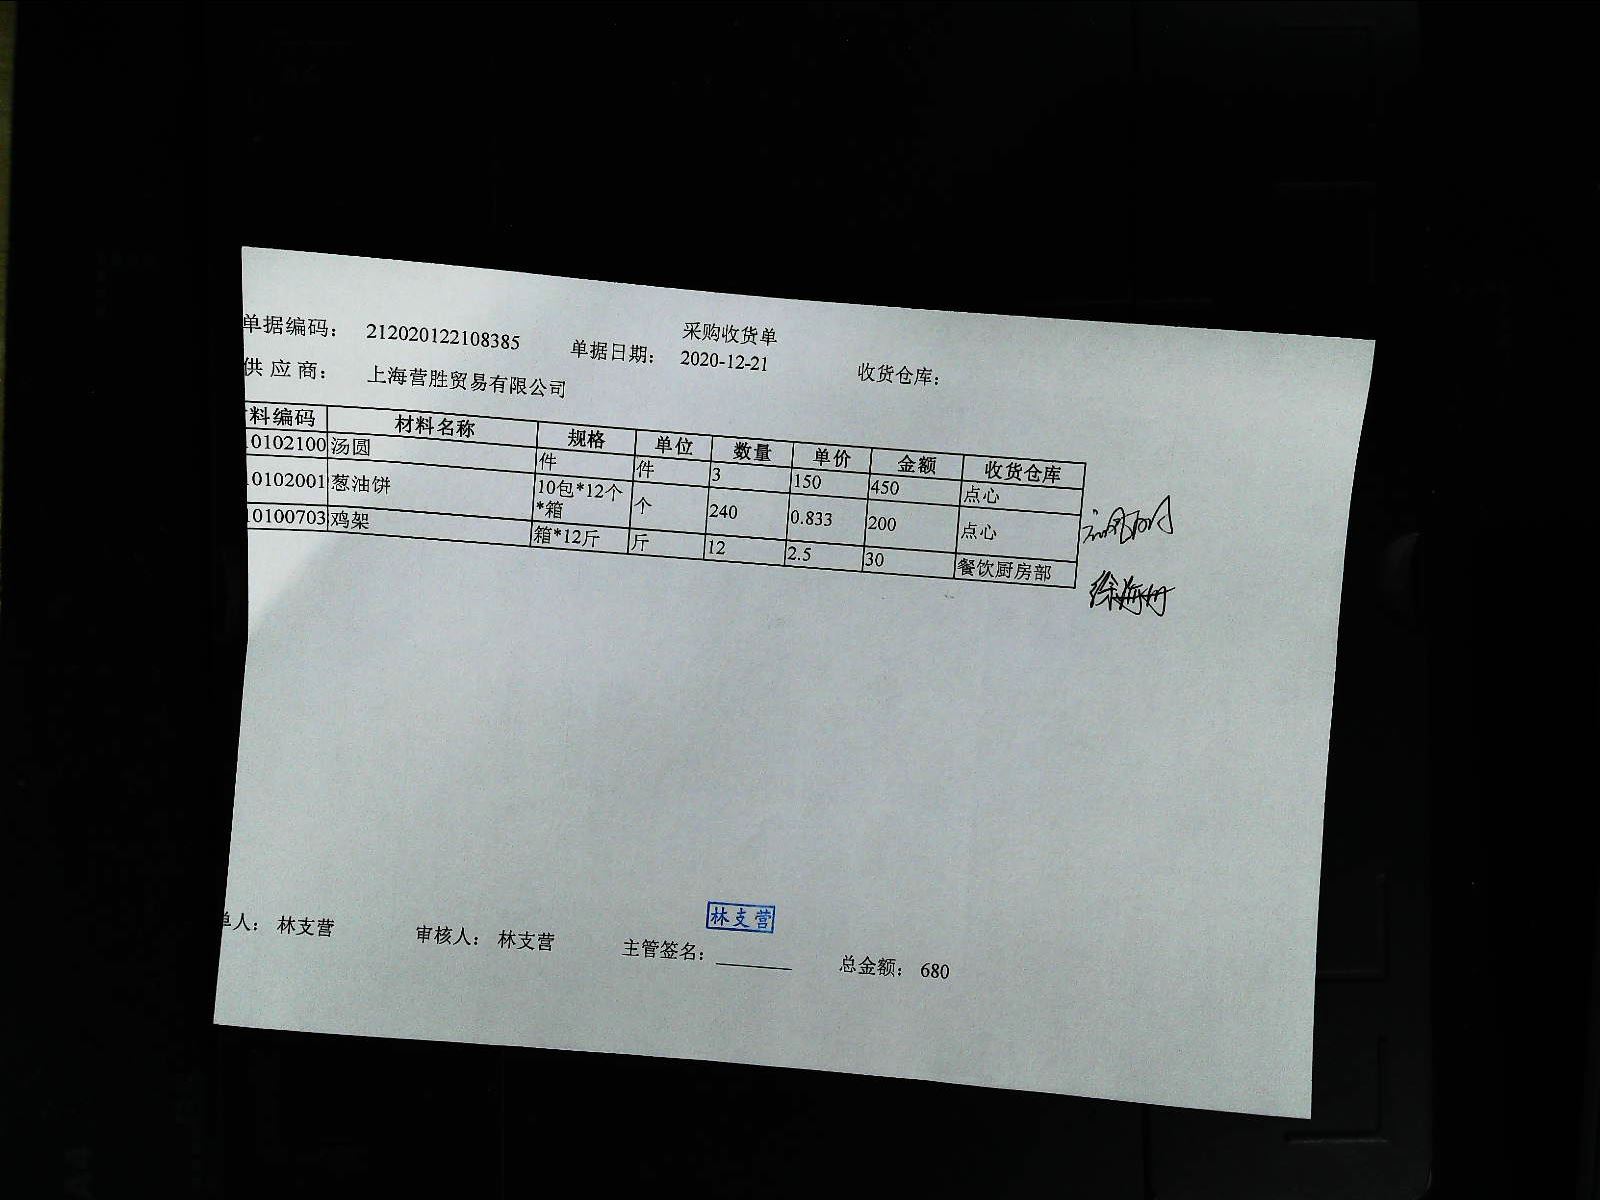 采购收货单
单据编码： 212020122108385 单据日期： 2020-12-21 收货仓库：
供应商： 上海营胜贸易有限公司
料编码 材料名称 规格 单位 数量 单价 金额 收货仓库
10102100 汤圆 件 件 3 150 450 点心
10102001 葱油饼 10包*12个*箱 个 240 0.833 200 点心
10100703 鸡架 箱*12斤 斤 12 2.5 30 餐饮厨房部
林支营
单人： 林支营 审核人： 林支营 主管签名： 总金额： 680